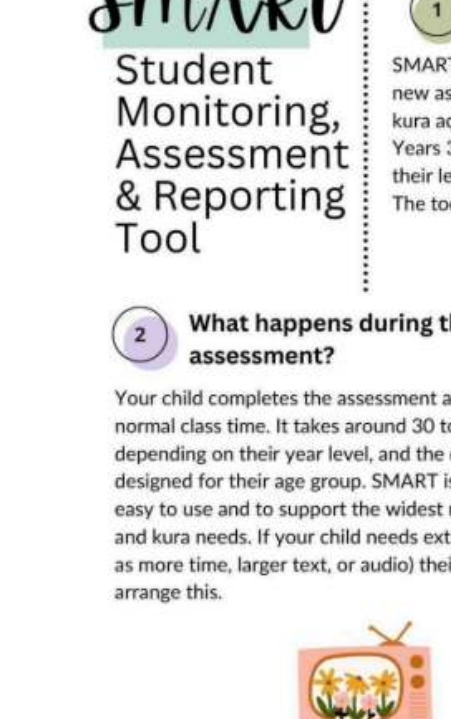 SMART
Student
Monitoring,
Assessment
& Reporting
Tool
1
SMART
new as
kura ac
Years 3
their le
The too
2
What happens during th
assessment?
Your child completes the assessment a
normal class time. It takes around 30 to
depending on their year level, and the
designed for their age group. SMART is
easy to use and to support the widest
and kura needs. If your child needs ext
as more time, larger text, or audio) thei
arrange this.